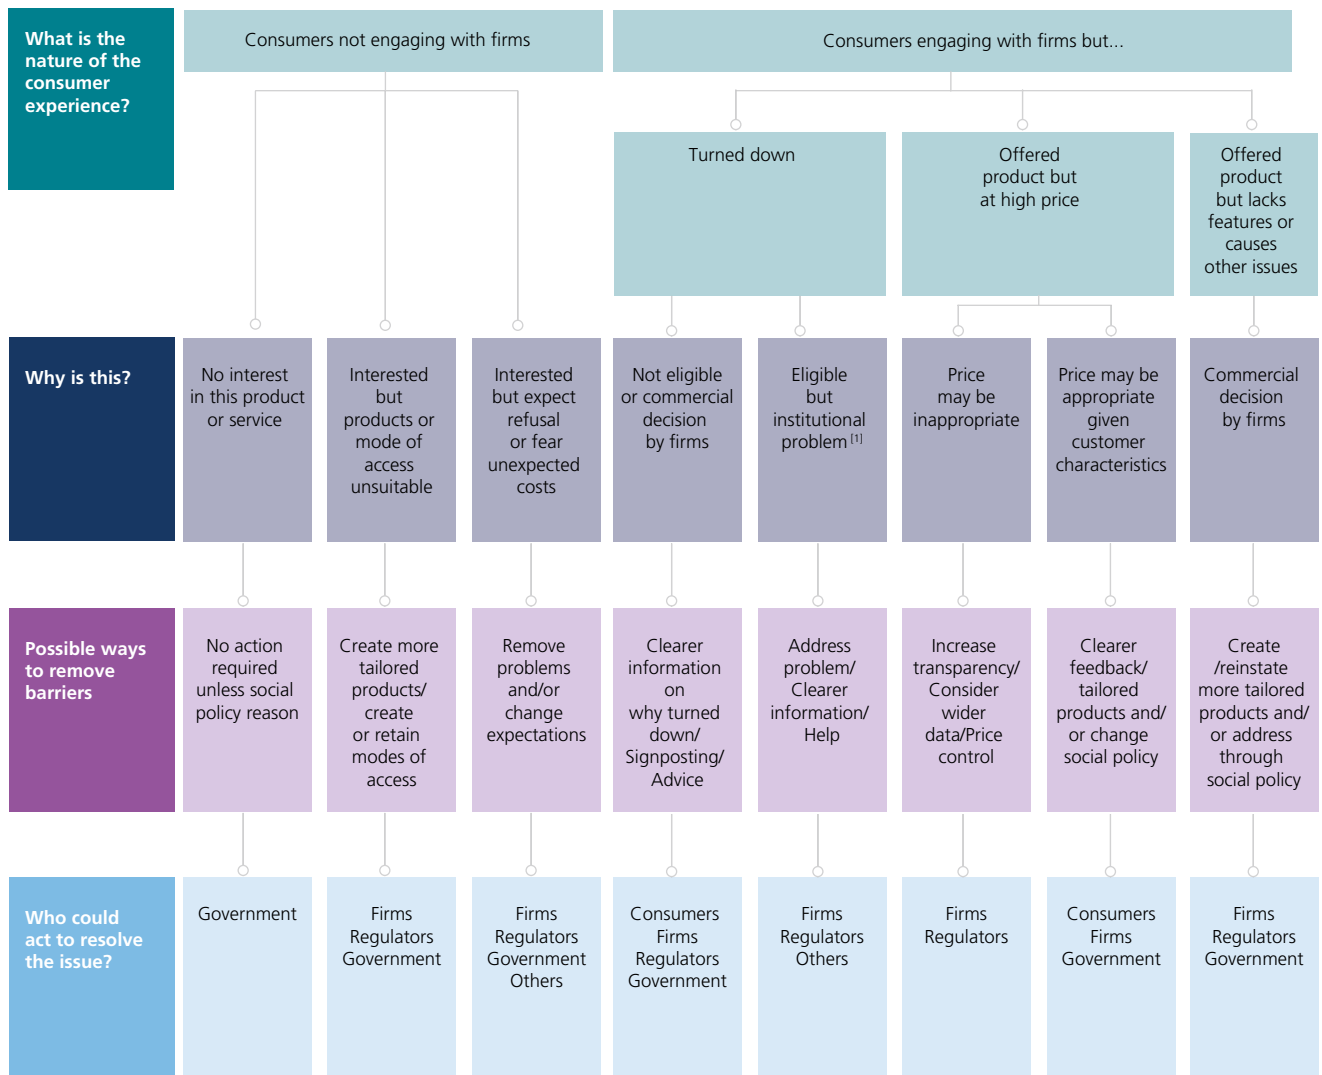 What is the
nature of the
consumer
experience?
Consumers not engaging with firms
Consumers engaging with firms but...
Turned down
Offered
product but
at high price
Offered
product
but lacks
features or
causes
other issues
Why is this?
No interest
in this product
or service
Interested
but
products or
mode of
access
unsuitable
Interested
but expect
refusal
or fear
unexpected
costs
Not eligible
or commercial
decision
by firms
Eligible
but
institutional
problem [1]
Price
may be
inappropriate
Price may be
appropriate
given
customer
characteristics
Commercial
decision
by firms
Possible ways
to remove
barriers
No action
required
unless social
policy reason
Create more
tailored
products/
create
or retain
modes of
access
Remove
problems
and/or
change
expectations
Clearer
information
on
why turned
down/
Signposting/
Advice
Address
problem/
Clearer
information/
Help
Increase
transparency/
Consider
wider
data/Price
control
Clearer
feedback/
tailored
products and/
or change
social policy
Create
/reinstate
more tailored
products and/
or address
through
social policy
Who could
act to resolve
the issue?
Government
Firms
Regulators
Government
Firms
Regulators
Government
Others
Consumers
Firms
Regulators
Government
Firms
Regulators
Others
Firms
Regulators
Consumers
Firms
Government
Firms
Regulators
Government